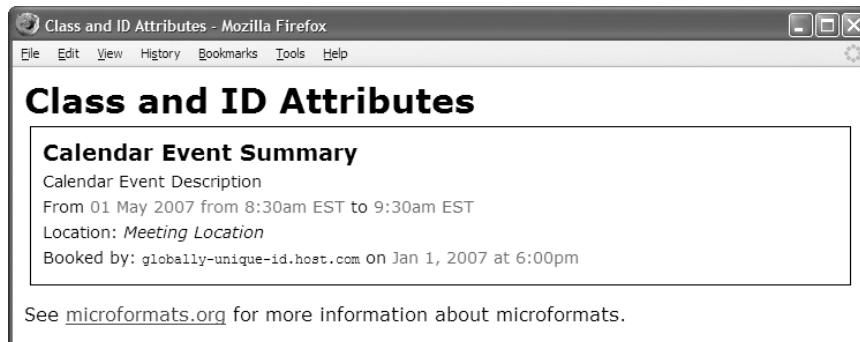 Class and ID Attributes - Mozilla Firefox
File Edit View History Bookmarks Tools Help
Class and ID Attributes
Calendar Event Summary
Calendar Event Description
From 01 May 2007 from 8:30am EST to 9:30am EST
Location: Meeting Location
Booked by: globally-unique-id.host.com on Jan 1, 2007 at 6:00pm
See microformats.org for more information about microformats.